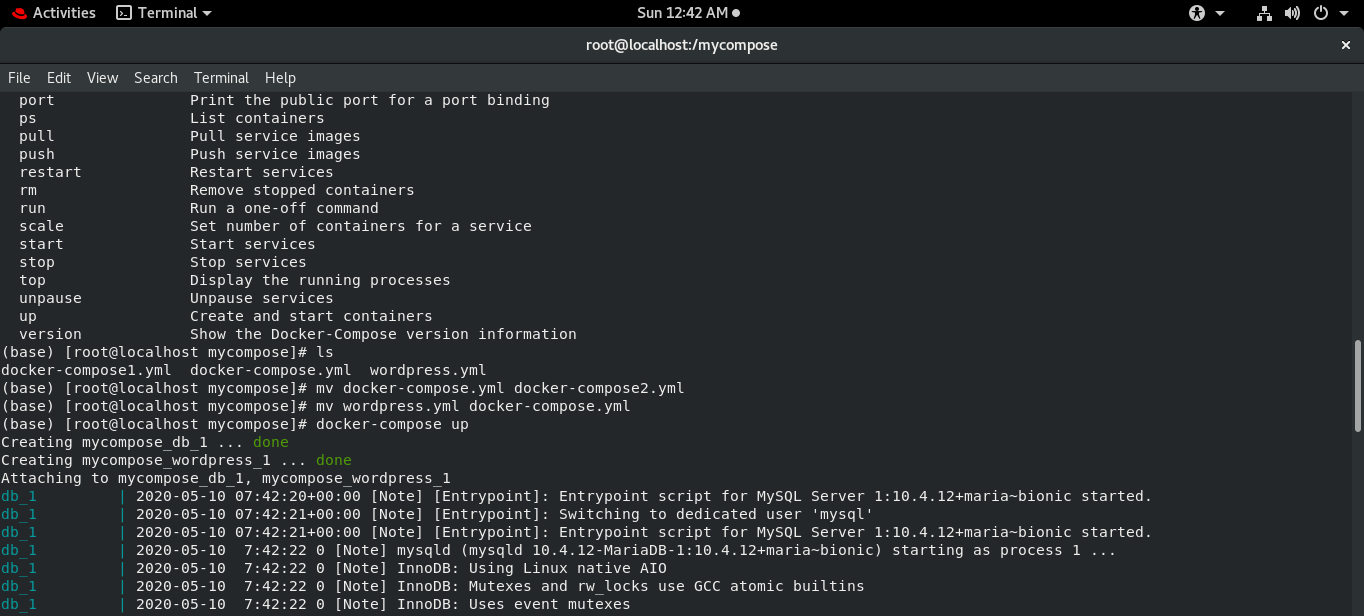 Activities Terminal Sun 12:42 AM
root@localhost:/mycompose ×
File Edit View Search Terminal Help
  port               Print the public port for a port binding
  ps                 List containers
  pull               Pull service images
  push               Push service images
  restart            Restart services
  rm                 Remove stopped containers
  run                Run a one-off command
  scale              Set number of containers for a service
  start              Start services
  stop               Stop services
  top                Display the running processes
  unpause            Unpause services
  up                 Create and start containers
  version            Show the Docker-Compose version information
(base) [root@localhost mycompose]# ls
docker-compose1.yml  docker-compose.yml  wordpress.yml
(base) [root@localhost mycompose]# mv docker-compose.yml docker-compose2.yml
(base) [root@localhost mycompose]# mv wordpress.yml docker-compose.yml
(base) [root@localhost mycompose]# docker-compose up
Creating mycompose_db_1 ... done
Creating mycompose_wordpress_1 ... done
Attaching to mycompose_db_1, mycompose_wordpress_1
db_1         | 2020-05-10 07:42:20+00:00 [Note] [Entrypoint]: Entrypoint script for MySQL Server 1:10.4.12+maria~bionic started.
db_1         | 2020-05-10 07:42:21+00:00 [Note] [Entrypoint]: Switching to dedicated user 'mysql'
db_1         | 2020-05-10 07:42:21+00:00 [Note] [Entrypoint]: Entrypoint script for MySQL Server 1:10.4.12+maria~bionic started.
db_1         | 2020-05-10  7:42:22 0 [Note] mysqld (mysqld 10.4.12-MariaDB-1:10.4.12+maria~bionic) starting as process 1 ...
db_1         | 2020-05-10  7:42:22 0 [Note] InnoDB: Using Linux native AIO
db_1         | 2020-05-10  7:42:22 0 [Note] InnoDB: Mutexes and rw_locks use GCC atomic builtins
db_1         | 2020-05-10  7:42:22 0 [Note] InnoDB: Uses event mutexes